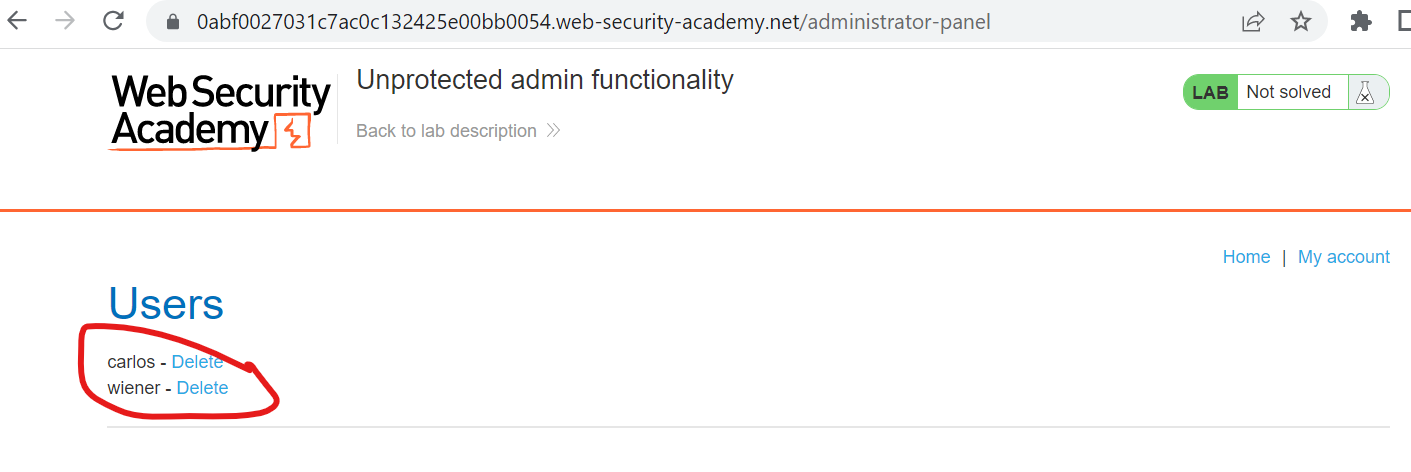 0abf0027031c7ac0c132425e00bb0054.web-security-academy.net/administrator-panel
Web Security
Academy
Unprotected admin functionality
Back to lab description
LAB Not solved
Home | My account
Users
carlos - Delete
wiener - Delete